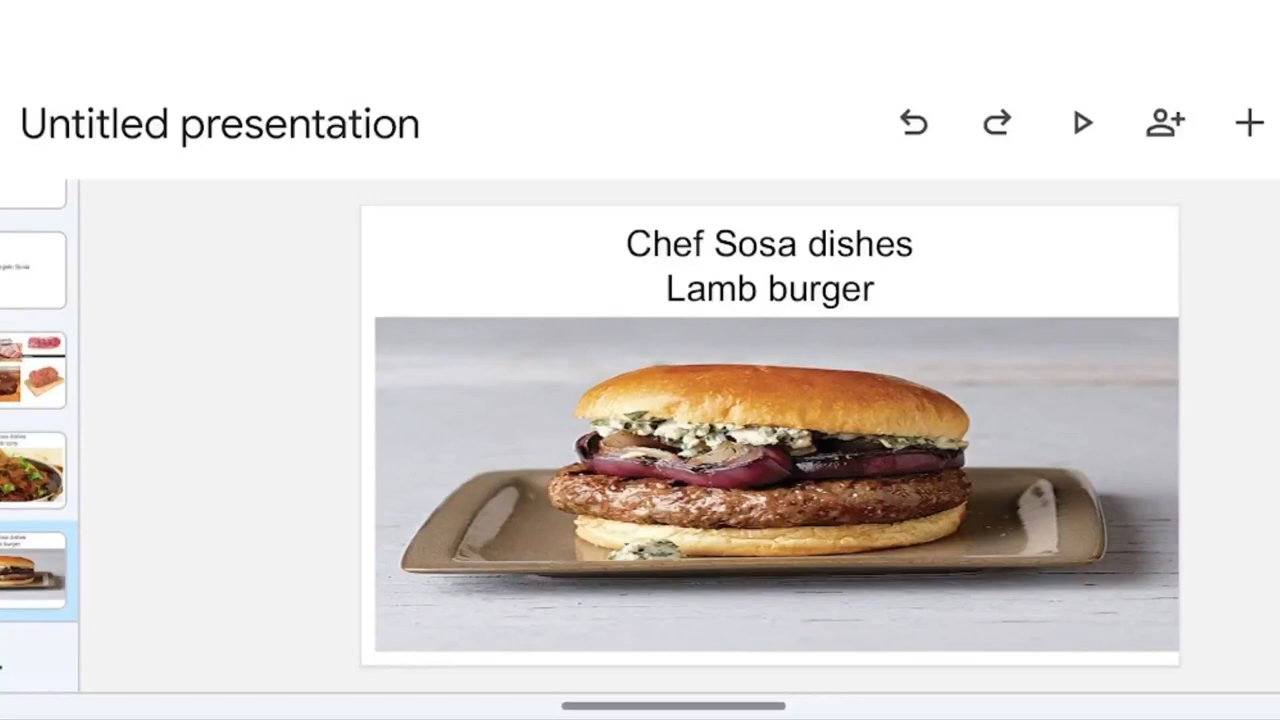 Untitled presentation
Chef Sosa dishes
Lamb burger